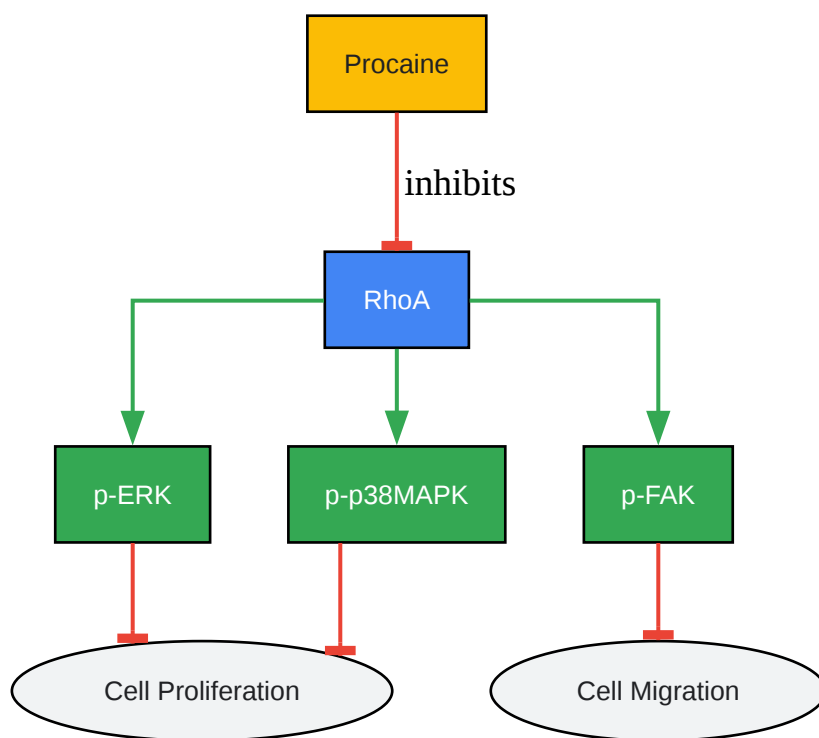 Procaine
inhibits
RhoA
p-ERK
p-p38MAPK
p-FAK
Cell Proliferation
Cell Migration